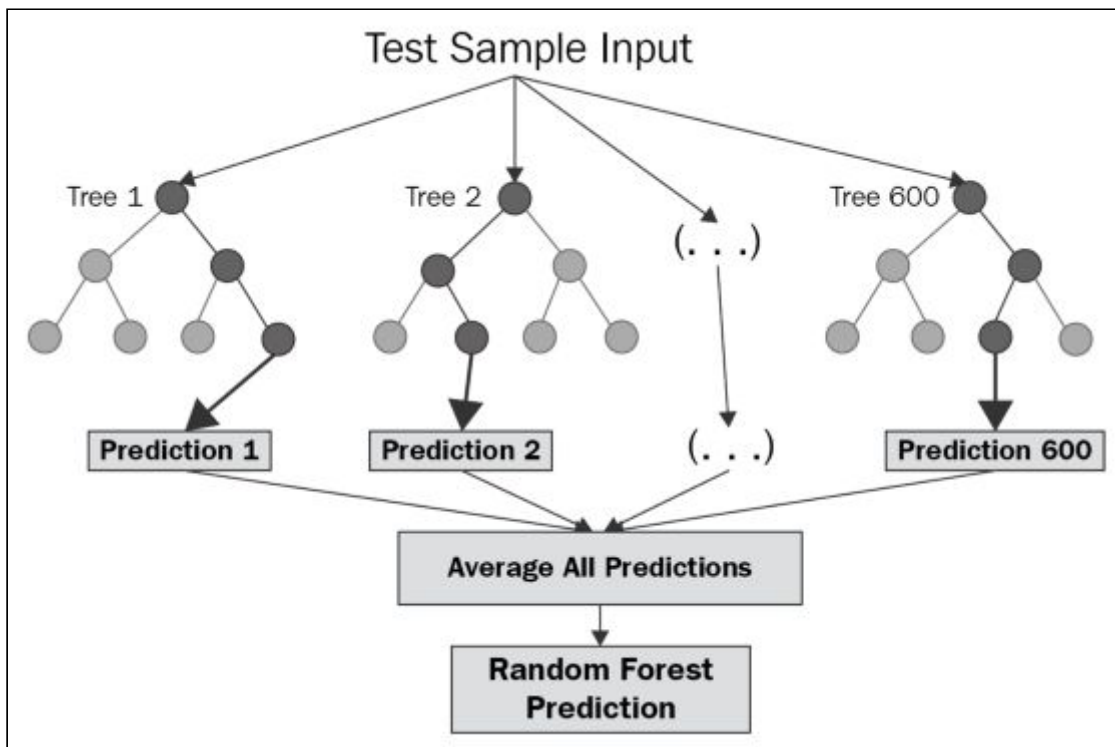 Test Sample Input
Tree 1
Tree 2
Tree 600
(. . .)
Prediction 1
Prediction 2
(. . .)
Prediction 600
Average All Predictions
Random Forest
Prediction